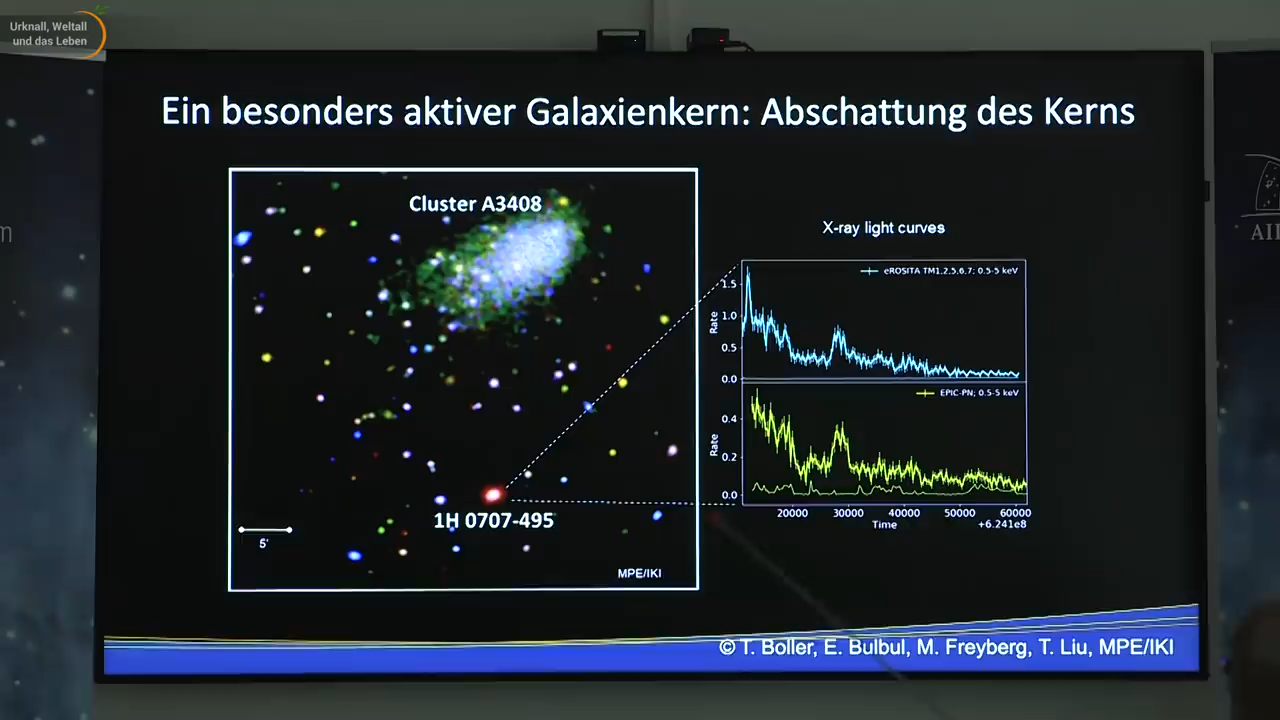 Urknall, Weltall
und das Leben
Ein besonders aktiver Galaxienkern: Abschattung des Kerns
Cluster A3408
1H 0707-495
5'
MPE/IKI
X-ray light curves
eROSITA TM1,2,5,6,7; 0.5-5 keV
Rate
1.5
1.0
0.5
0.0
EPIC-PN; 0.5-5 keV
Rate
0.4
0.2
0.0
20000 30000 40000 50000 60000
Time
+6.241e8
© T. Boller, E. Bulbul, M. Freyberg, T. Liu, MPE/IKI